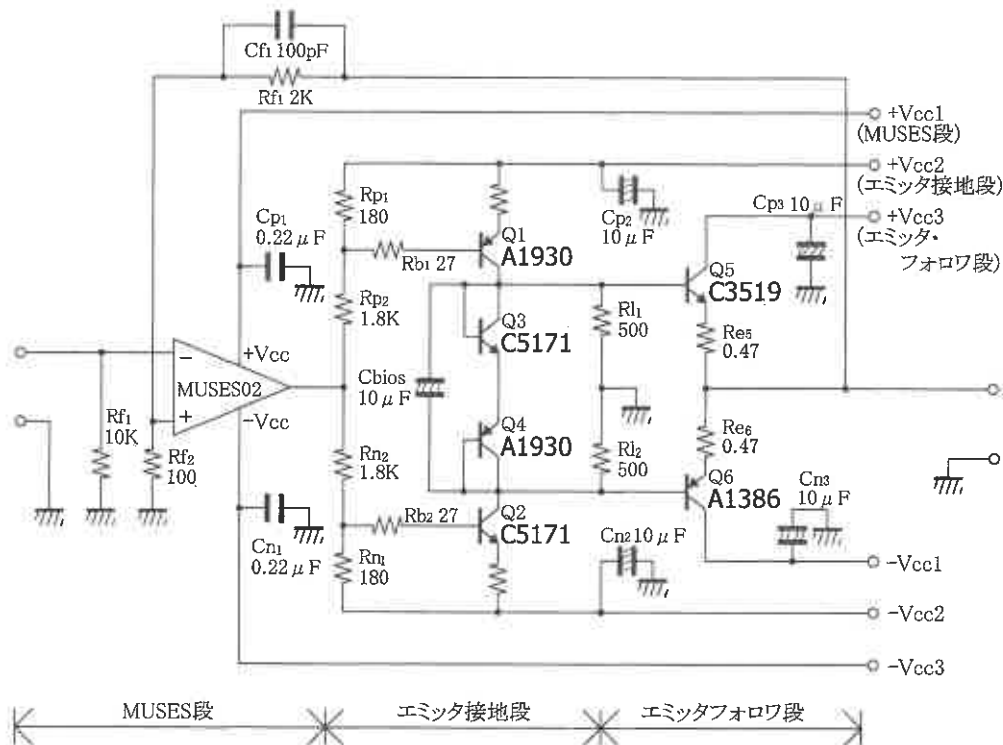 Cf1 100pF
Rf1 2K
+Vcc1
(MUSES段)
+Vcc2
(エミッタ接地段)
Cp3 10μF
+Vcc3
(エミッタ・
フォロワ段)
Rp1
180
Cp1
0.22μF
Cp2
10μF
Rb1 27
Q1
A1930
Q5
C3519
Rp2
1.8K
Rl1
500
Q3
C5171
Re5
0.47
+Vcc
−
MUSES02
+
−Vcc
Cbios
10μF
Rf1
10K
Rf2
100
Q4
A1930
Rn2
1.8K
Rl2
500
Re6
0.47
Q6
A1386
Cn3
10μF
Rb2 27
Q2
C5171
Cn2 10μF
Cn1
0.22μF
Rn1
180
−Vcc1
−Vcc2
−Vcc3
MUSES段
エミッタ接地段
エミッタフォロワ段